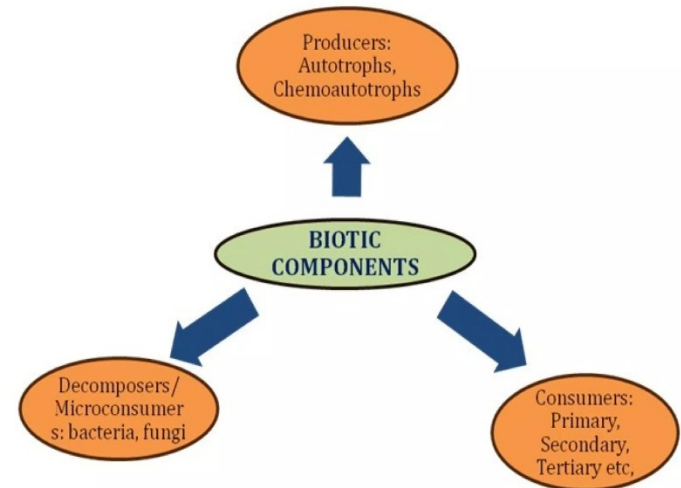 Producers:
Autotrophs,
Chemoautotrophs
BIOTIC
COMPONENTS
Decomposers/
Microconsumer
s: bacteria, fungi
Consumers:
Primary,
Secondary,
Tertiary etc,